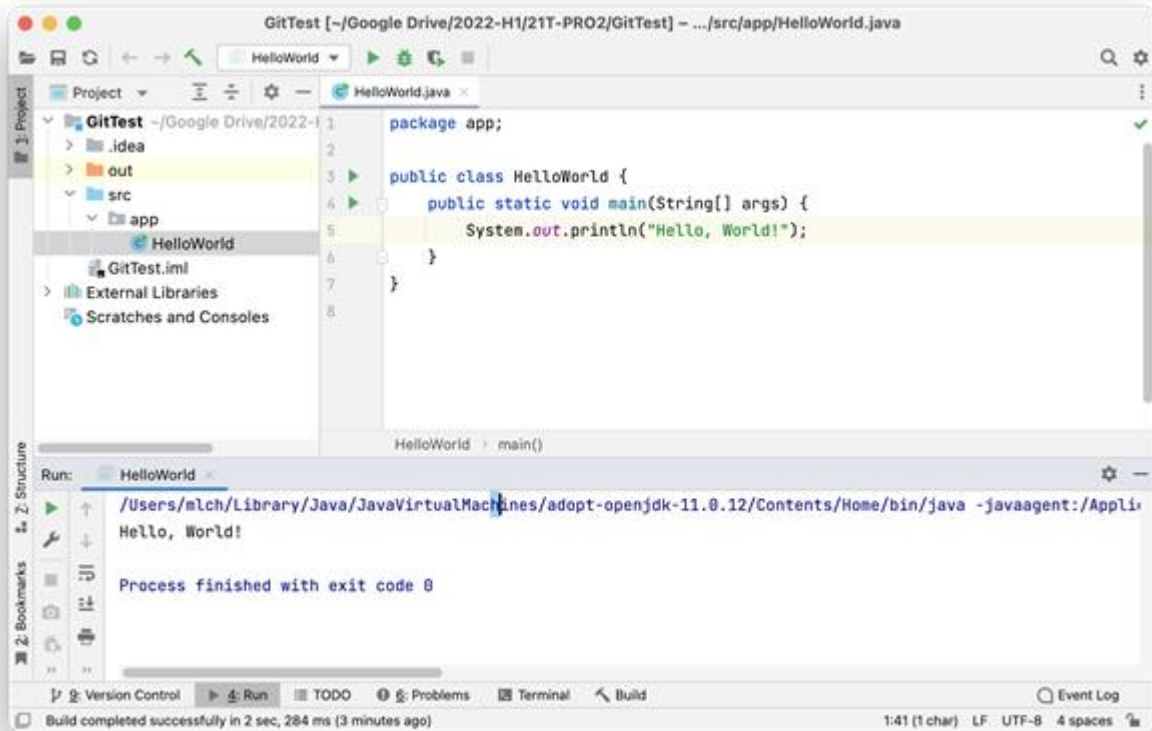 GitTest [~/Google Drive/2022-H1/21T-PRO2/GitTest] – .../src/app/HelloWorld.java
HelloWorld
1: Project
Project
HelloWorld.java
GitTest ~/Google Drive/2022-
.idea
out
src
app
HelloWorld
GitTest.iml
External Libraries
Scratches and Consoles
1 package app;
2
3 public class HelloWorld {
4 public static void main(String[] args) {
5 System.out.println("Hello, World!");
6 }
7 }
8
HelloWorld › main()
Z: Structure
2: Bookmarks
Run: HelloWorld
/Users/mlch/Library/Java/JavaVirtualMachines/adopt-openjdk-11.0.12/Contents/Home/bin/java -javaagent:/Appli
Hello, World!
Process finished with exit code 0
9: Version Control 4: Run TODO 6: Problems Terminal Build Event Log
Build completed successfully in 2 sec, 284 ms (3 minutes ago) 1:41 (1 char) LF UTF-8 4 spaces